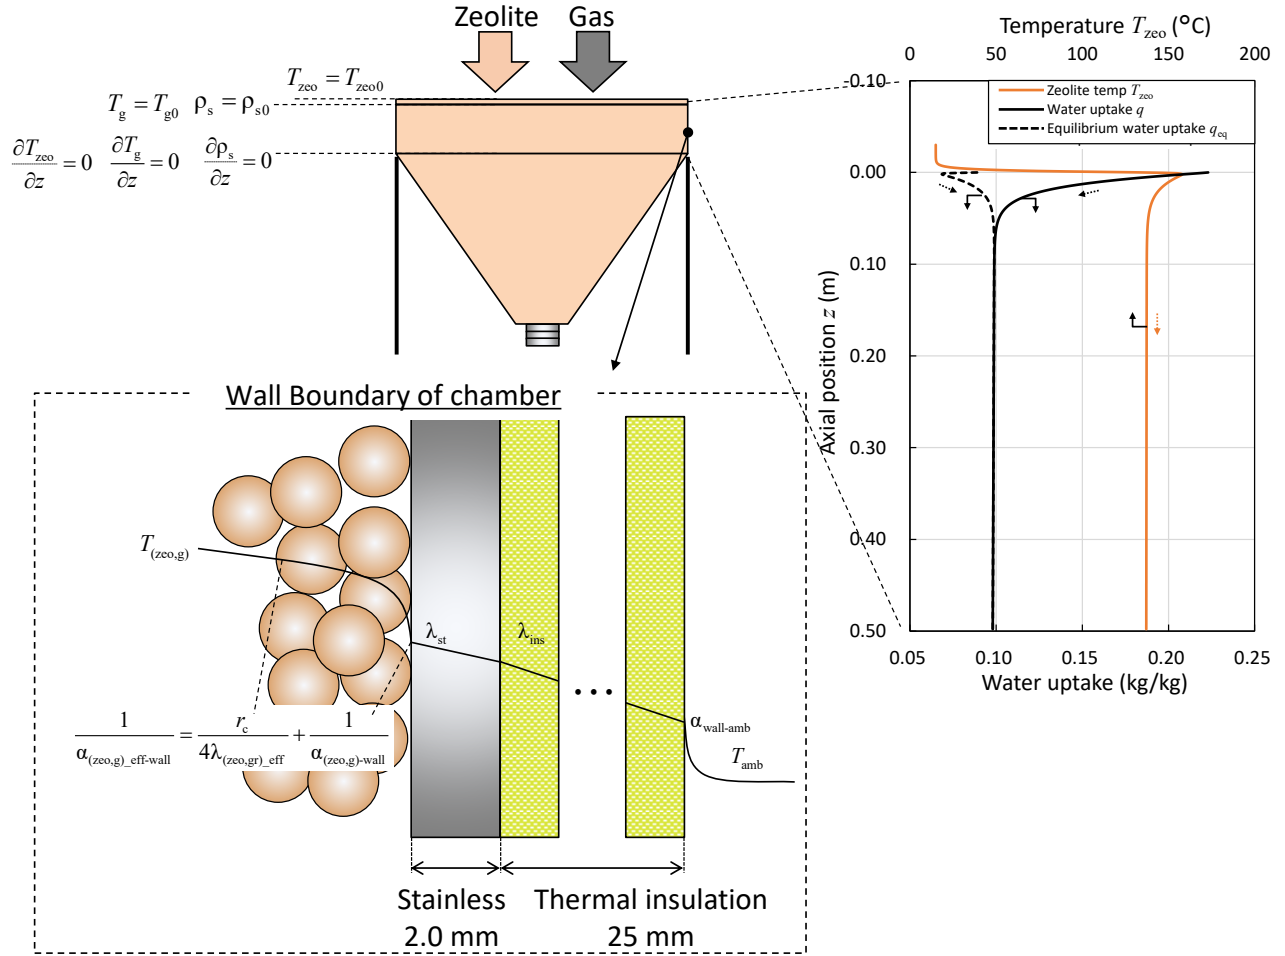 Zeolite Gas
T_zeo = T_zeo0
T_g = T_g0 ρ_s = ρ_s0
∂T_zeo/∂z = 0 ∂T_g/∂z = 0 ∂ρ_s/∂z = 0
Temperature T_zeo (°C)
0 50 100 150 200
-0.10
Zeolite temp T_zeo
Water uptake q
Equilibrium water uptake q_eq
0.00
0.10
0.20
0.30
0.40
0.50
Axial position z (m)
0.05 0.10 0.15 0.20 0.25
Water uptake (kg/kg)
Wall Boundary of chamber
T_(zeo,g)
λ_st
λ_ins
1/α_(zeo,g)_eff-wall = r_c/4λ_(zeo,gr)_eff + 1/α_(zeo,g)-wall
α_wall-amb
T_amb
Stainless
2.0 mm
Thermal insulation
25 mm